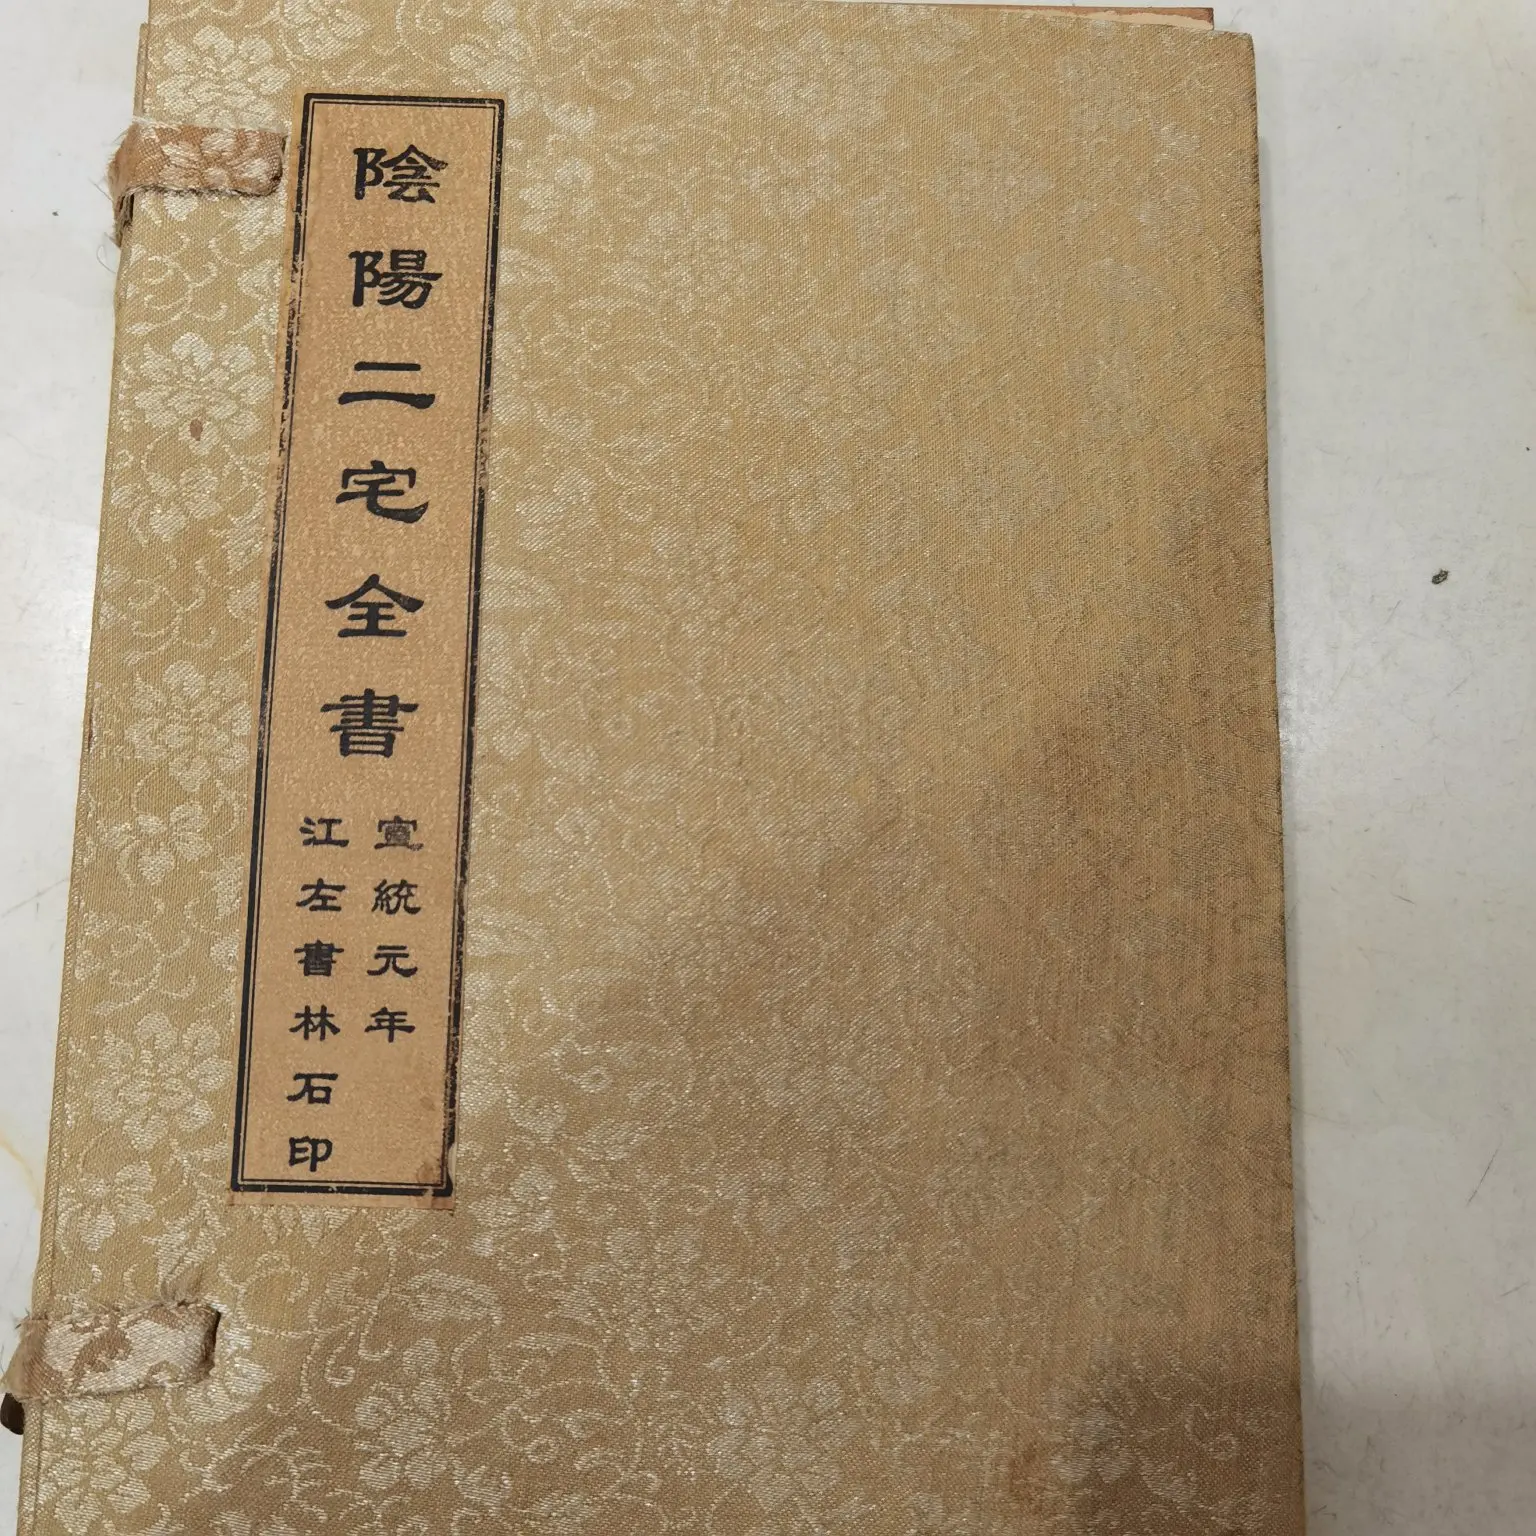 陰陽二宅全書
宣統元年
江左書林石印